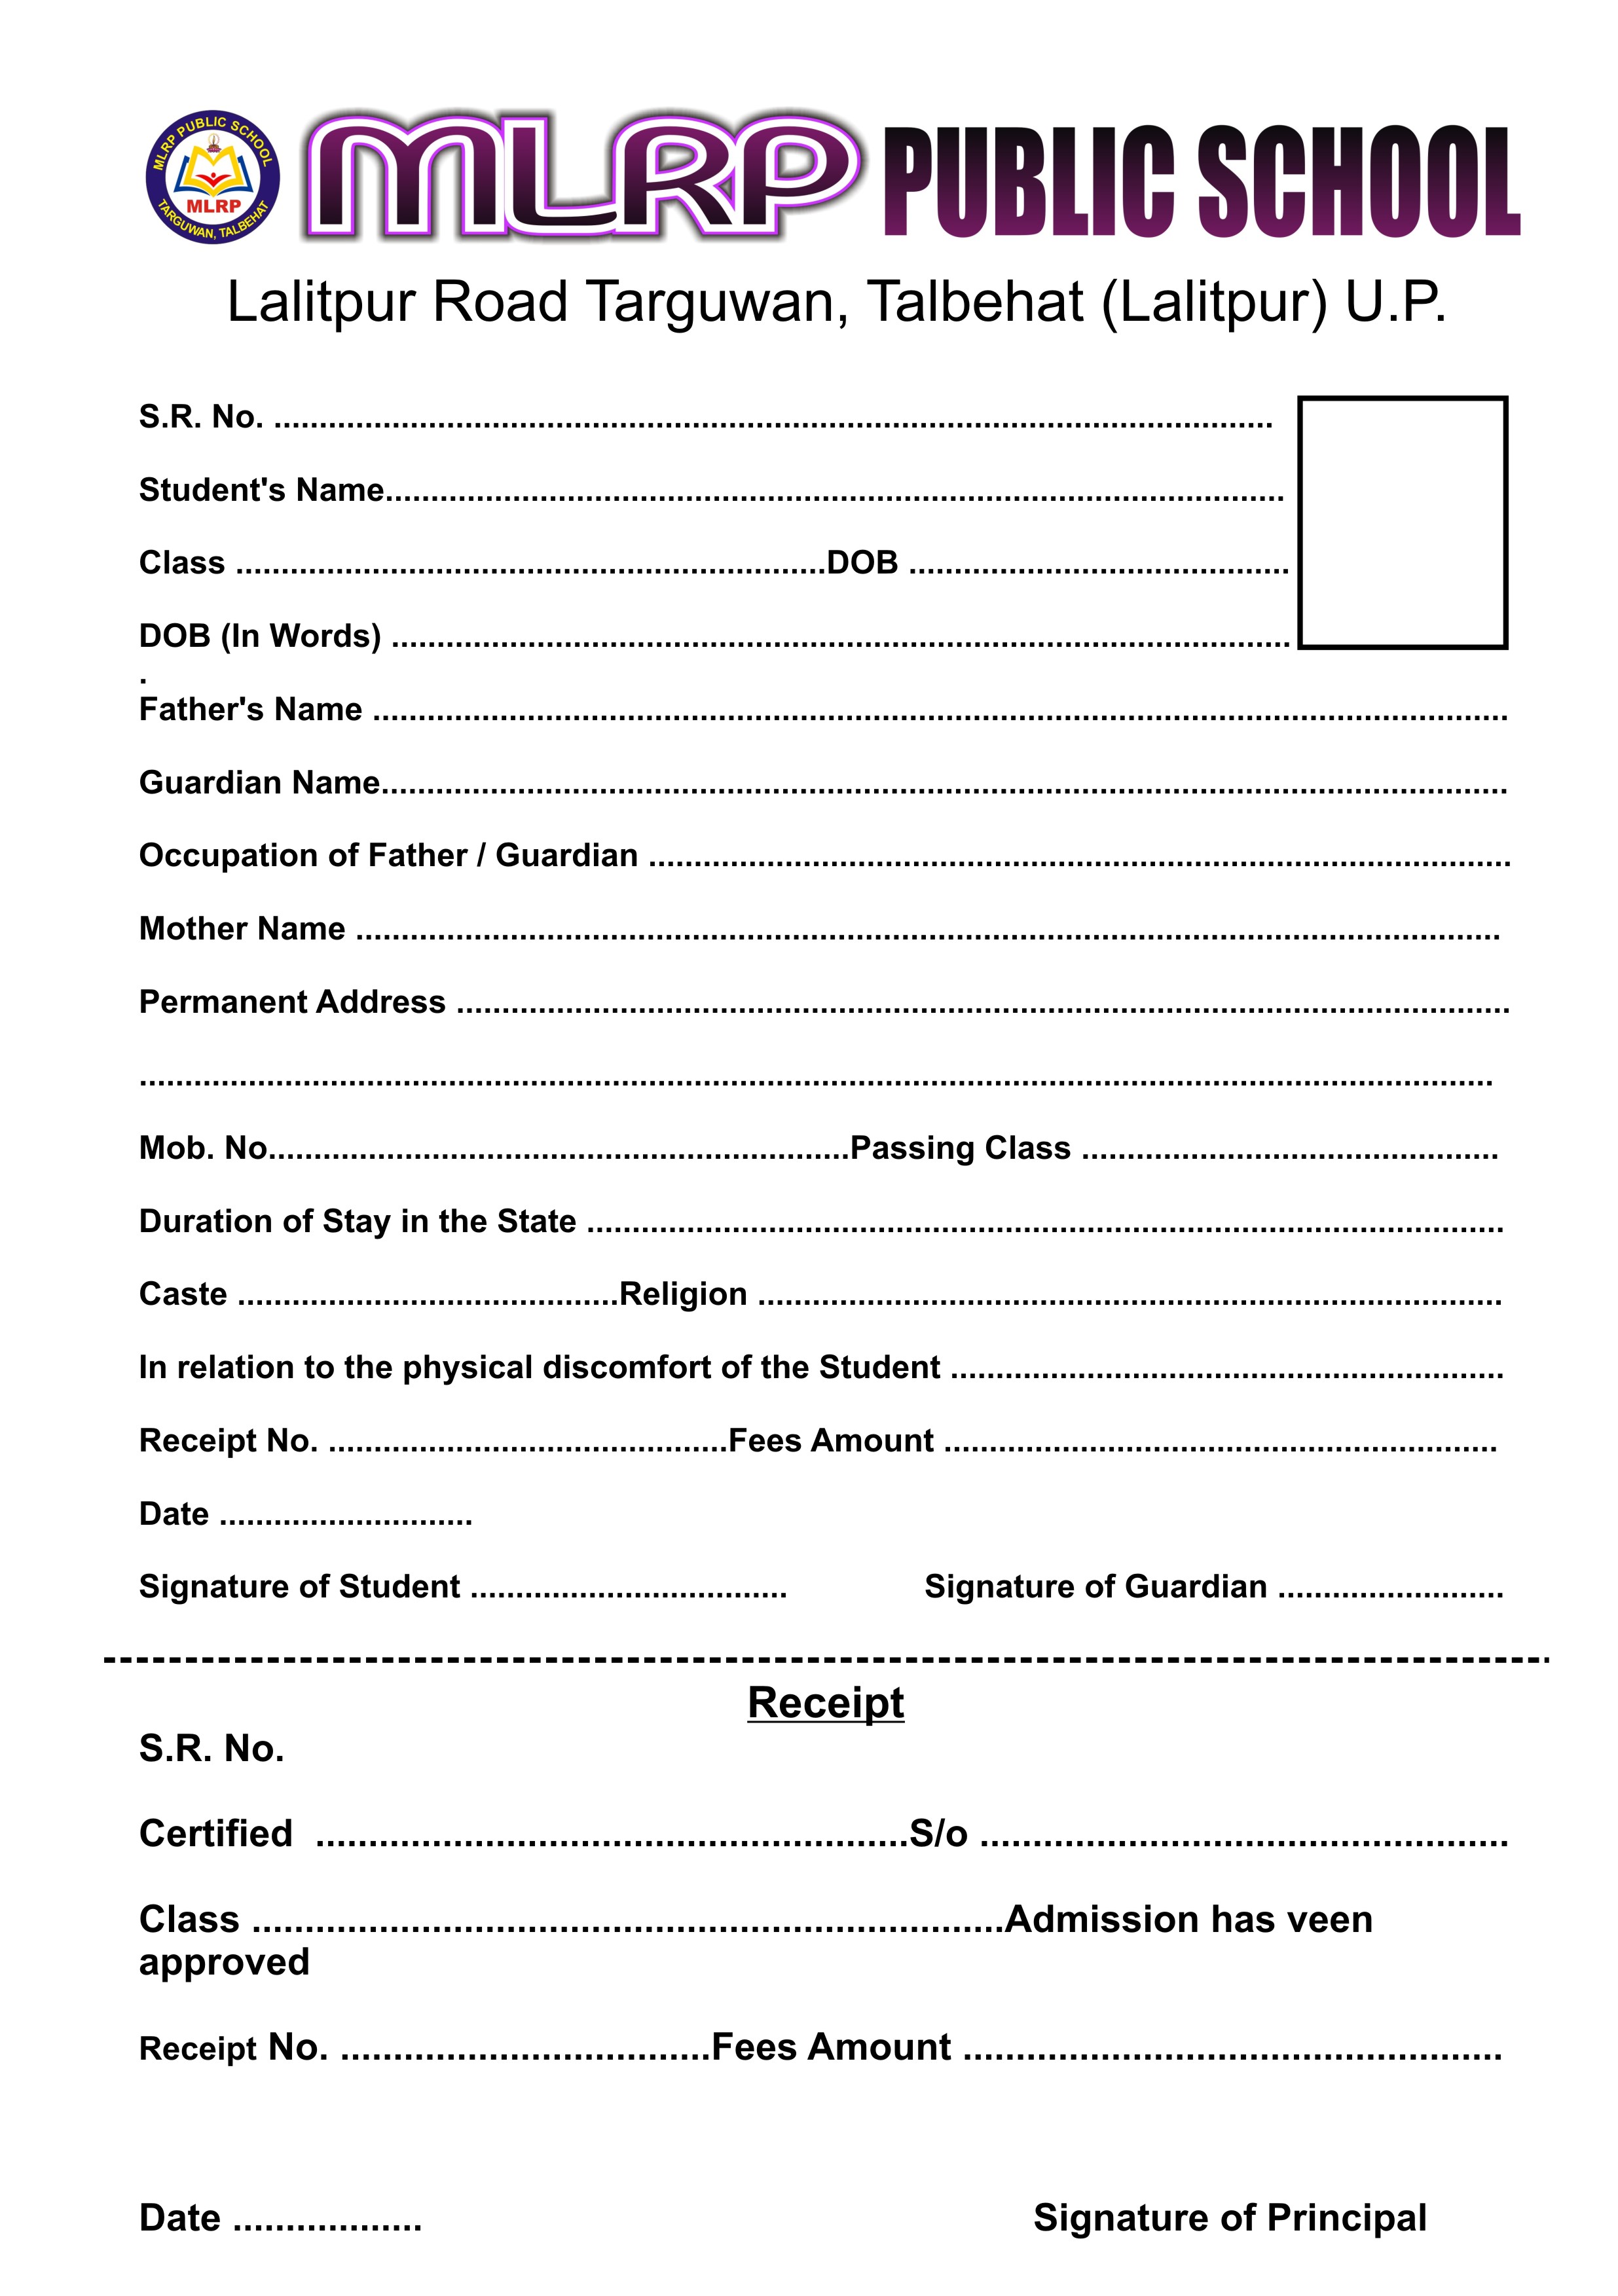 MLRP PUBLIC SCHOOL
MLRP
TARGUWAN, TALBEHAT
MLRP PUBLIC SCHOOL
Lalitpur Road Targuwan, Talbehat (Lalitpur) U.P.
S.R. No. ..............................................................................................................
Student's Name...................................................................................................
Class .................................................................DOB ..........................................
DOB (In Words) ...................................................................................................
.
Father's Name .............................................................................................................................
Guardian Name............................................................................................................................
Occupation of Father / Guardian ...............................................................................................
Mother Name ..............................................................................................................................
Permanent Address ....................................................................................................................
.....................................................................................................................................................
Mob. No................................................................Passing Class ..............................................
Duration of Stay in the State .....................................................................................................
Caste ..........................................Religion ..................................................................................
In relation to the physical discomfort of the Student .............................................................
Receipt No. ............................................Fees Amount .............................................................
Date ............................
Signature of Student ................................... Signature of Guardian .........................
Receipt
S.R. No.
Certified ........................................................S/o ..................................................
Class .......................................................................Admission has veen
approved
Receipt No. ...................................Fees Amount ...................................................
Date .................. Signature of Principal